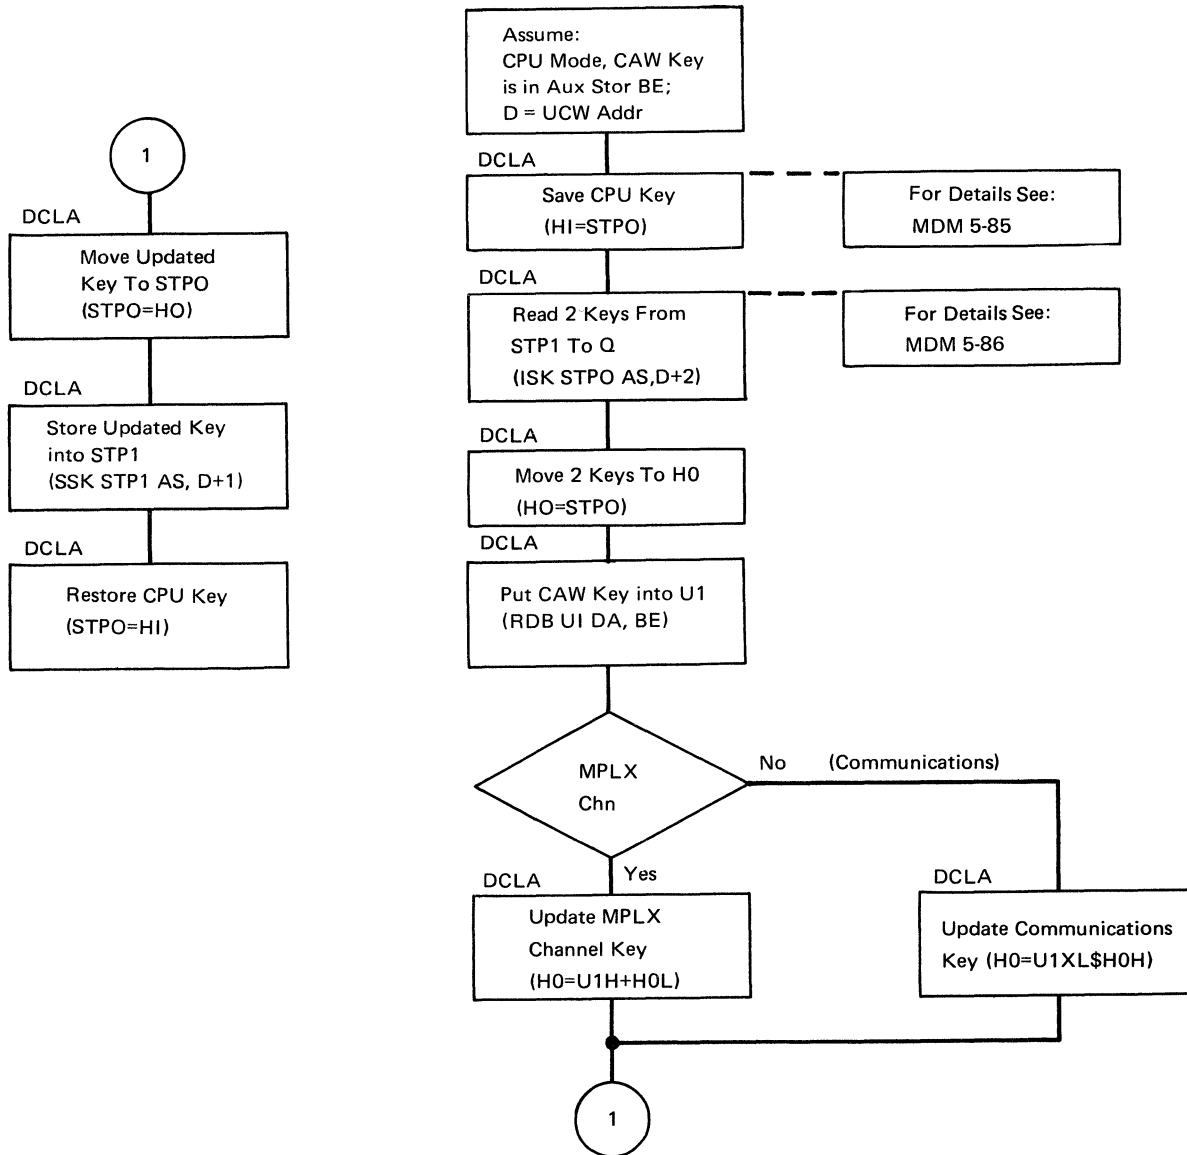 Assume:
CPU Mode, CAW Key
is in Aux Stor BE;
D = UCW Addr
DCLA
Save CPU Key
(HI=STPO)
For Details See:
MDM 5-85
DCLA
Read 2 Keys From
STP1 To Q
(ISK STPO AS,D+2)
For Details See:
MDM 5-86
DCLA
Move 2 Keys To H0
(HO=STPO)
DCLA
Put CAW Key into U1
(RDB UI DA, BE)
MPLX
Chn
No (Communications)
Yes
DCLA
Update MPLX
Channel Key
(H0=U1H+H0L)
DCLA
Update Communications
Key (H0=U1XL$H0H)
1
1
DCLA
Move Updated
Key To STPO
(STPO=HO)
DCLA
Store Updated Key
into STP1
(SSK STP1 AS, D+1)
DCLA
Restore CPU Key
(STPO=HI)